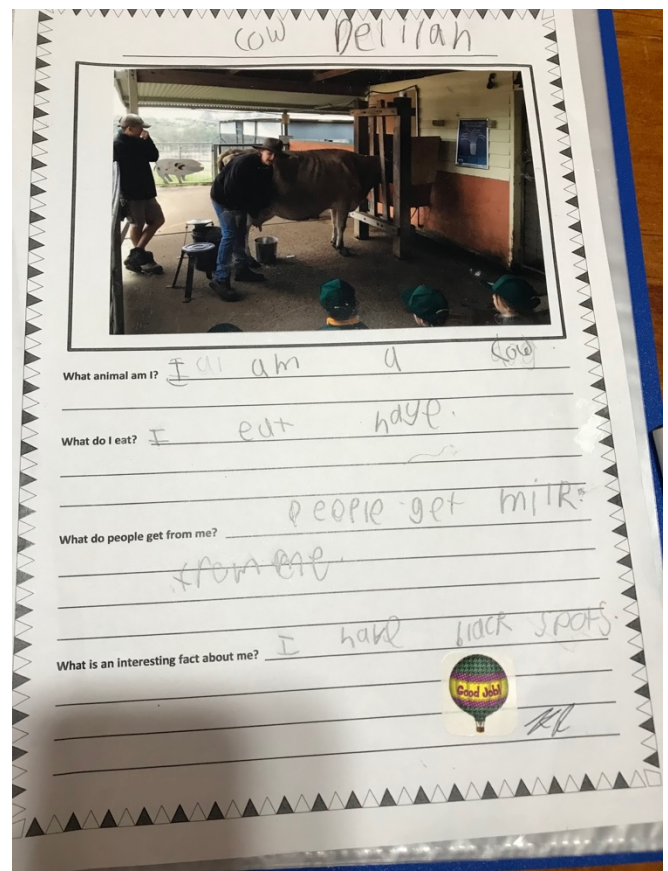 cow Delilah
What animal am I? I am a cow
What do I eat? I eat haye.
people get milk.
What do people get from me?
from me.
What is an interesting fact about me? I have black spots.
Good Job!